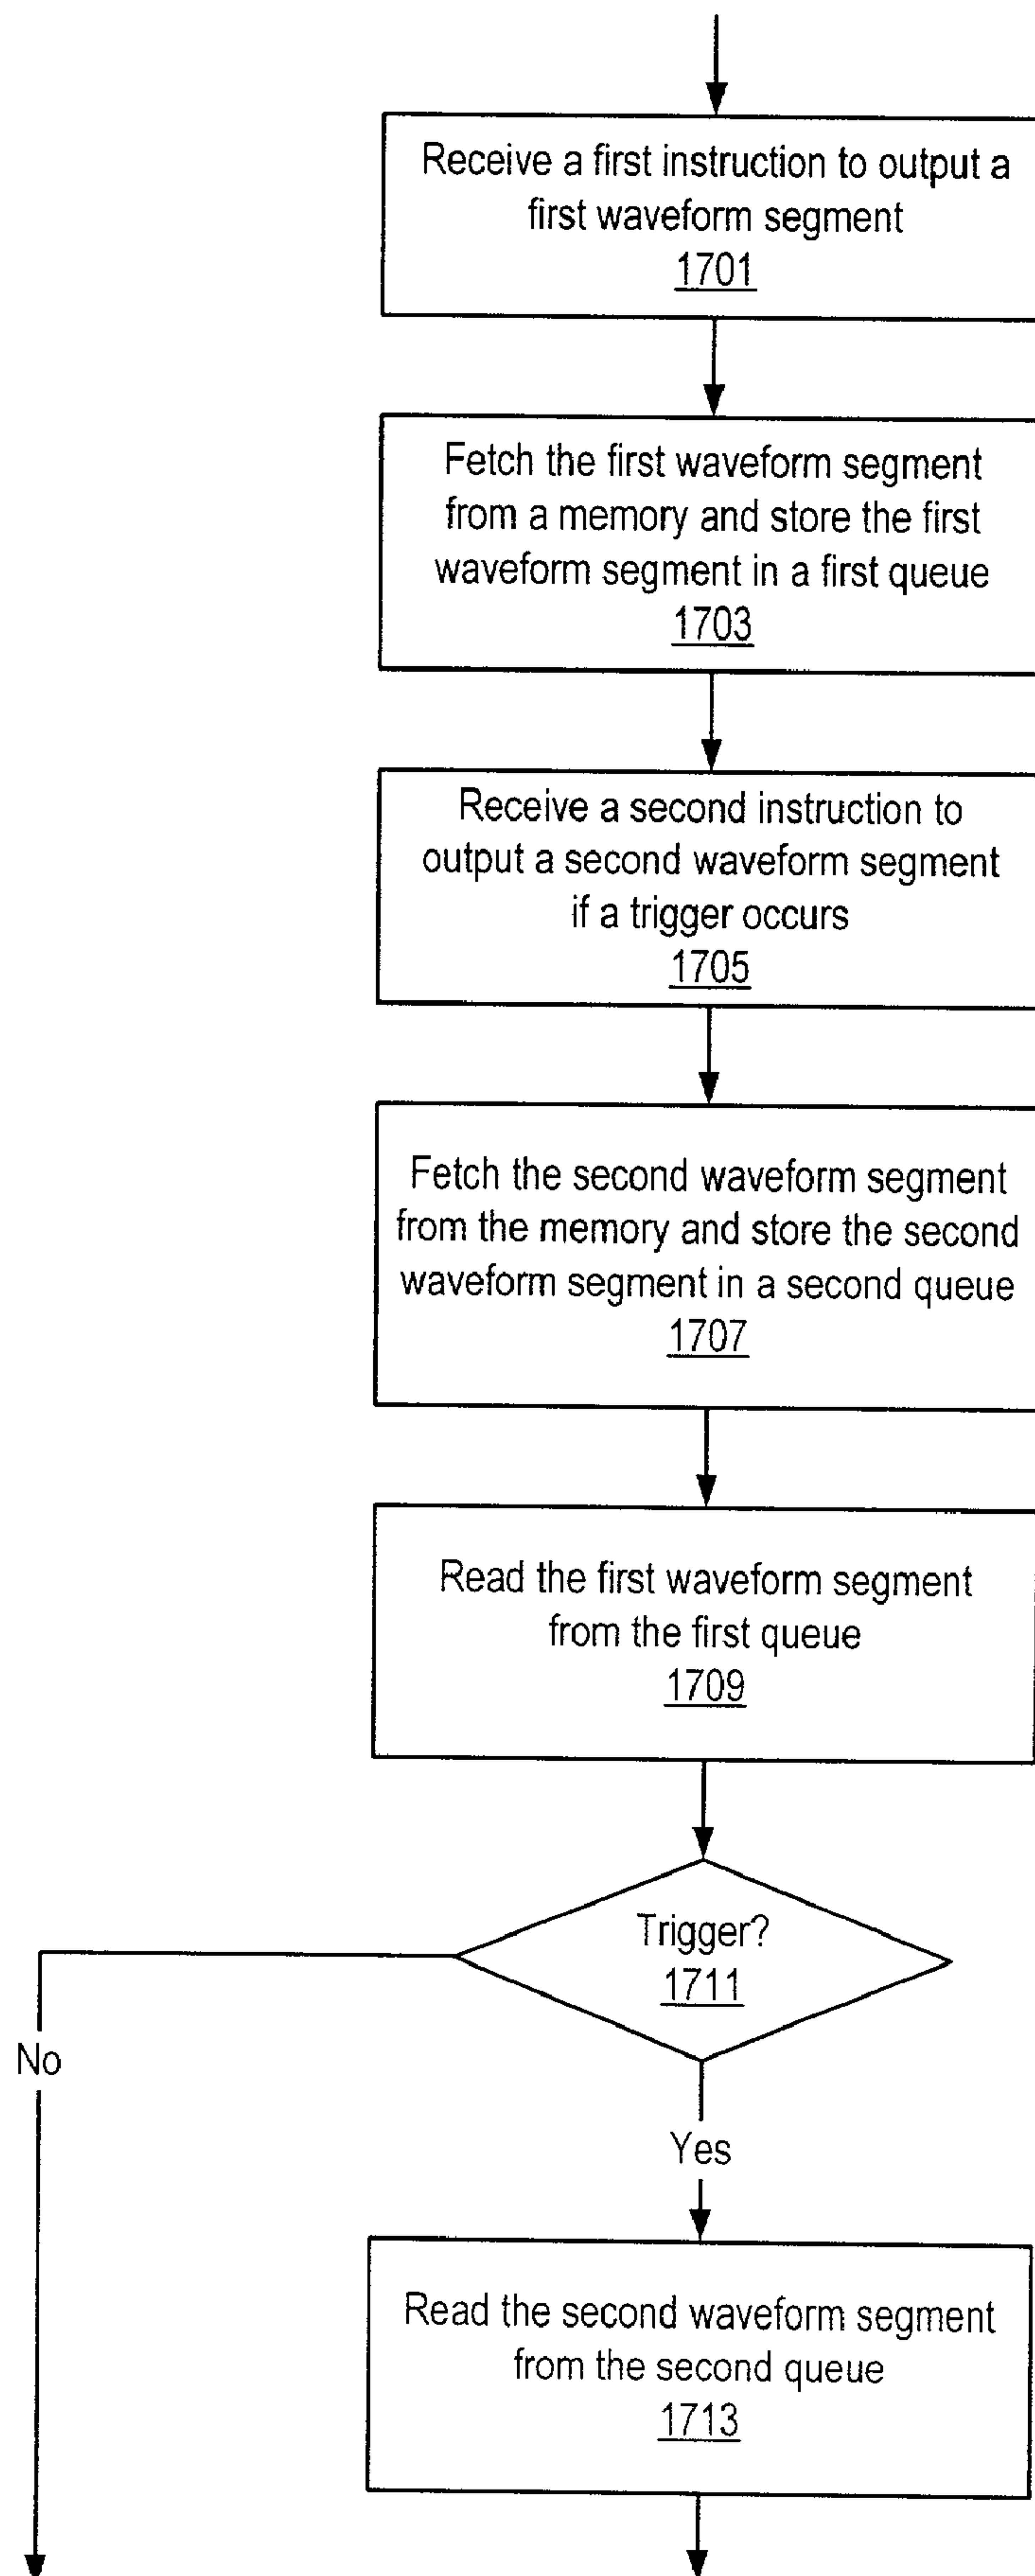 Receive a first instruction to output a
first waveform segment
1701
Fetch the first waveform segment
from a memory and store the first
waveform segment in a first queue
1703
Receive a second instruction to
output a second waveform segment
if a trigger occurs
1705
Fetch the second waveform segment
from the memory and store the second
waveform segment in a second queue
1707
Read the first waveform segment
from the first queue
1709
Trigger?
1711
No
Yes
Read the second waveform segment
from the second queue
1713